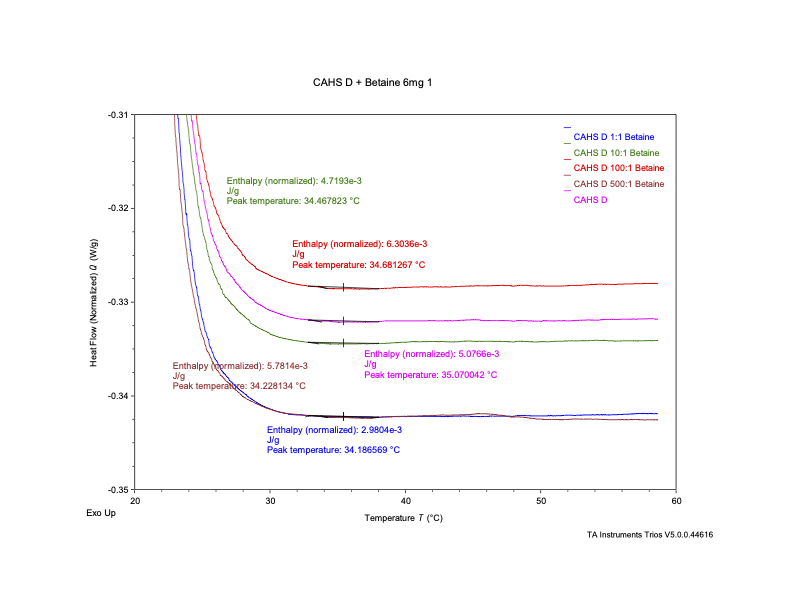 CAHS D + Betaine 6mg 1
-0.31
CAHS D 1:1 Betaine
CAHS D 10:1 Betaine
CAHS D 100:1 Betaine
CAHS D 500:1 Betaine
CAHS D
Enthalpy (normalized): 4.7193e-3
J/g
Peak temperature: 34.467823 °C
-0.32
Enthalpy (normalized): 6.3036e-3
J/g
Peak temperature: 34.681267 °C
Heat Flow (Normalized) Q (W/g)
-0.33
Enthalpy (normalized): 5.0766e-3
J/g
Peak temperature: 35.070042 °C
Enthalpy (normalized): 5.7814e-3
J/g
Peak temperature: 34.228134 °C
-0.34
Enthalpy (normalized): 2.9804e-3
J/g
Peak temperature: 34.186569 °C
-0.35
20 30 40 50 60
Exo Up
Temperature T (°C)
TA Instruments Trios V5.0.0.44616